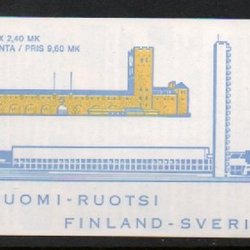 X 2,40 MK
NTA / PRIS 9,60 MK
UOMI-RUOTSI
FINLAND-SVERI